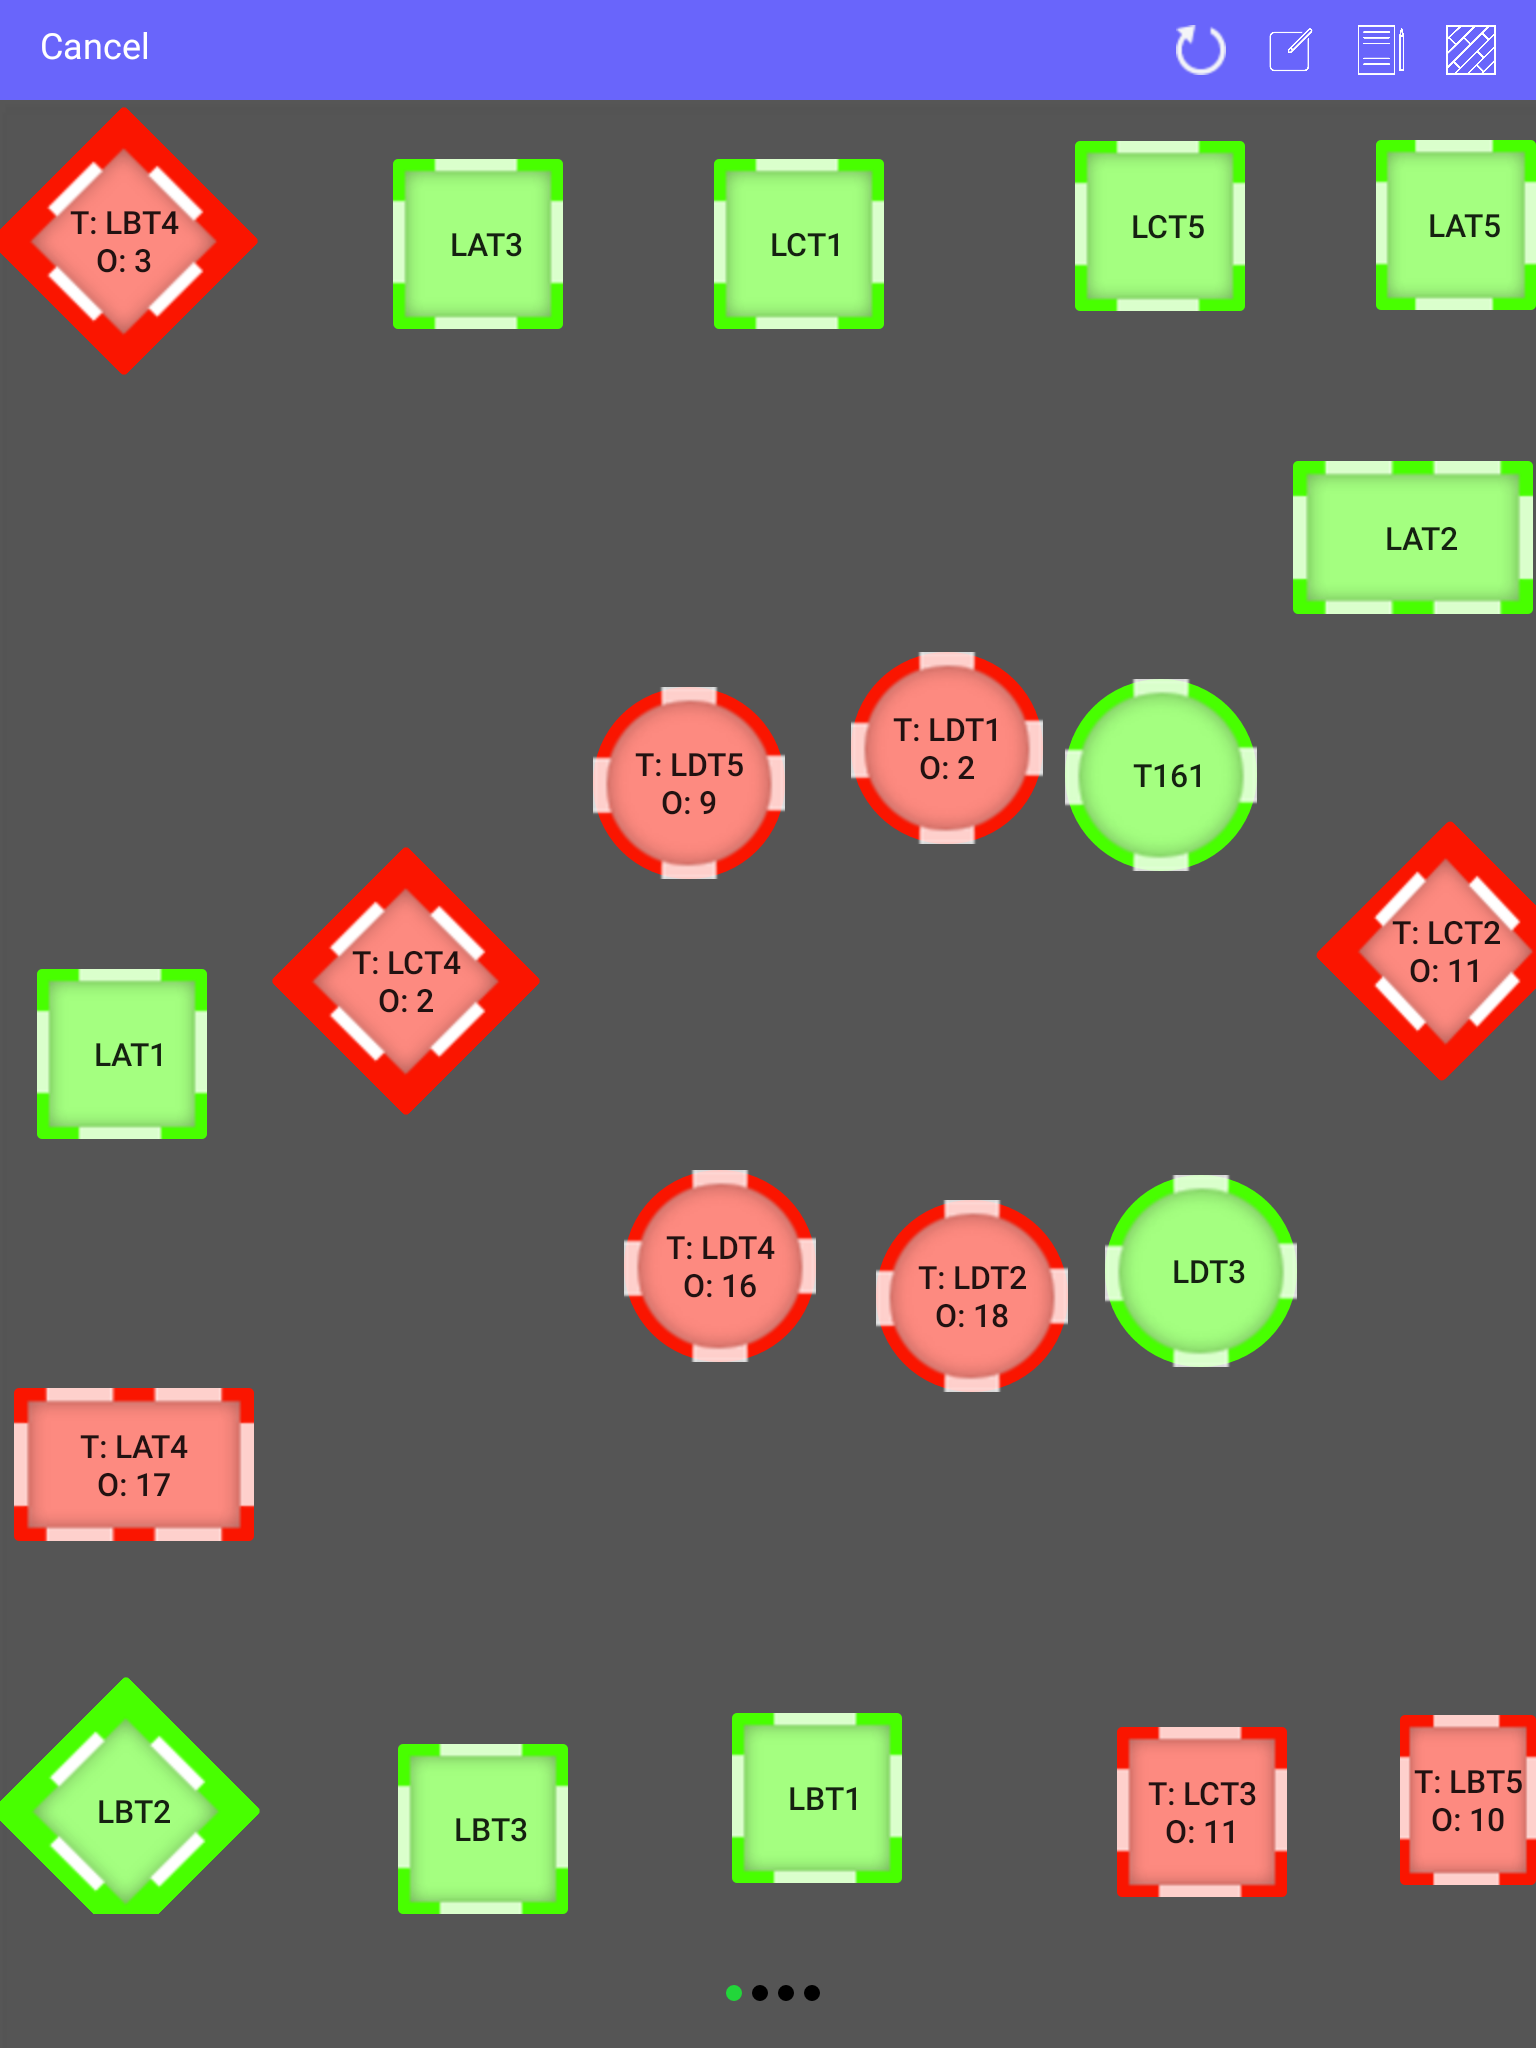 Cancel
T: LBT4
O: 3
LAT3
LCT1
LCT5
LAT5
LAT2
T: LDT5
O: 9
T: LDT1
O: 2
T161
T: LCT4
O: 2
T: LCT2
O: 11
LAT1
T: LDT4
O: 16
T: LDT2
O: 18
LDT3
T: LAT4
O: 17
LBT2
LBT3
LBT1
T: LCT3
O: 11
T: LBT5
O: 10